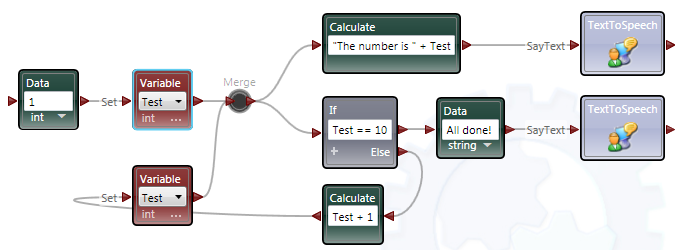 Calculate
"The number is " + Test
SayText
TextToSpeech
Data
1
int
Set
Variable
Test
int ...
Merge
If
Test == 10
+ Else
Data
All done!
string
SayText
TextToSpeech
Set
Variable
Test
int ...
Calculate
Test + 1